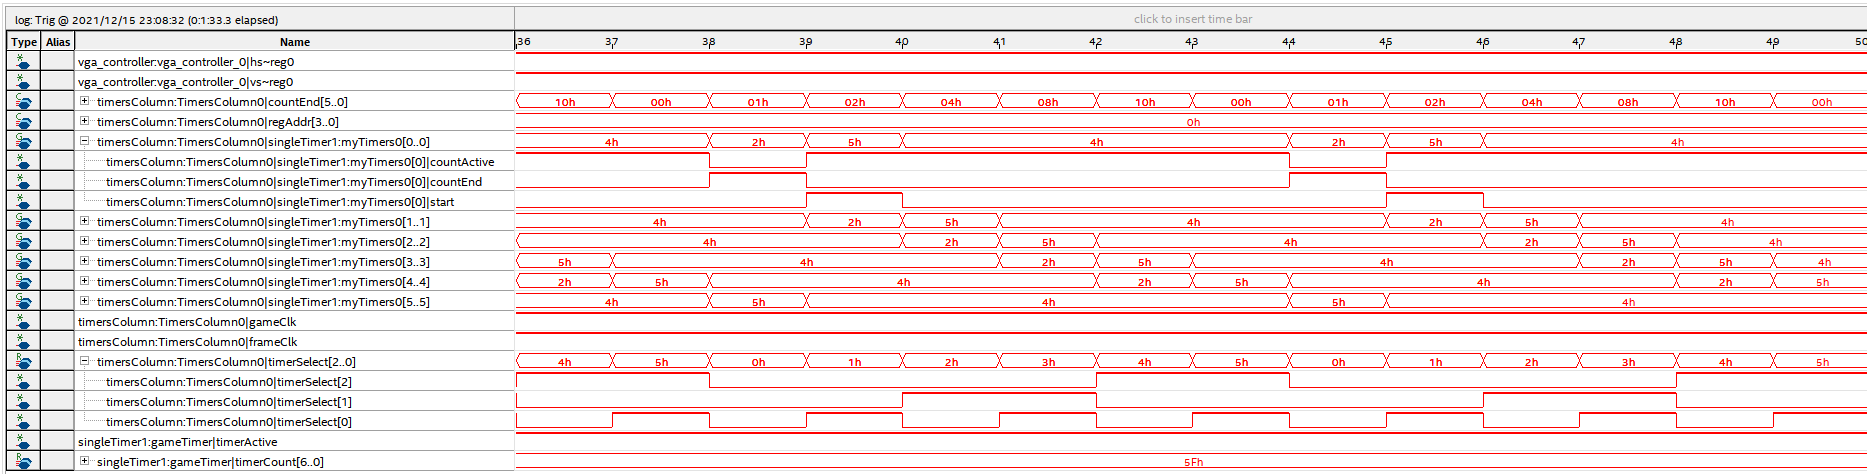 log: Trig @ 2021/12/15 23:08:32 (0:1:33.3 elapsed) click to insert time bar
Type Alias Name 36 37 38 39 40 41 42 43 44 45 46 47 48 49 50
vga_controller:vga_controller_0|hs~reg0
vga_controller:vga_controller_0|vs~reg0
timersColumn:TimersColumn0|countEnd[5..0] 10h 00h 01h 02h 04h 08h 10h 00h 01h 02h 04h 08h 10h 00h
timersColumn:TimersColumn0|regAddr[3..0] 0h
timersColumn:TimersColumn0|singleTimer1:myTimers0[0..0] 4h 2h 5h 4h 2h 5h 4h
timersColumn:TimersColumn0|singleTimer1:myTimers0[0]|countActive
timersColumn:TimersColumn0|singleTimer1:myTimers0[0]|countEnd
timersColumn:TimersColumn0|singleTimer1:myTimers0[0]|start
timersColumn:TimersColumn0|singleTimer1:myTimers0[1..1] 4h 2h 5h 4h 2h 5h 4h
timersColumn:TimersColumn0|singleTimer1:myTimers0[2..2] 4h 2h 5h 4h 2h 5h 4h
timersColumn:TimersColumn0|singleTimer1:myTimers0[3..3] 5h 4h 2h 5h 4h 2h 5h 4h
timersColumn:TimersColumn0|singleTimer1:myTimers0[4..4] 2h 5h 4h 2h 5h 4h 2h 5h
timersColumn:TimersColumn0|singleTimer1:myTimers0[5..5] 4h 5h 4h 5h 4h
timersColumn:TimersColumn0|gameClk
timersColumn:TimersColumn0|frameClk
timersColumn:TimersColumn0|timerSelect[2..0] 4h 5h 0h 1h 2h 3h 4h 5h 0h 1h 2h 3h 4h 5h
timersColumn:TimersColumn0|timerSelect[2]
timersColumn:TimersColumn0|timerSelect[1]
timersColumn:TimersColumn0|timerSelect[0]
singleTimer1:gameTimer|timerActive
singleTimer1:gameTimer|timerCount[6..0] 5Fh